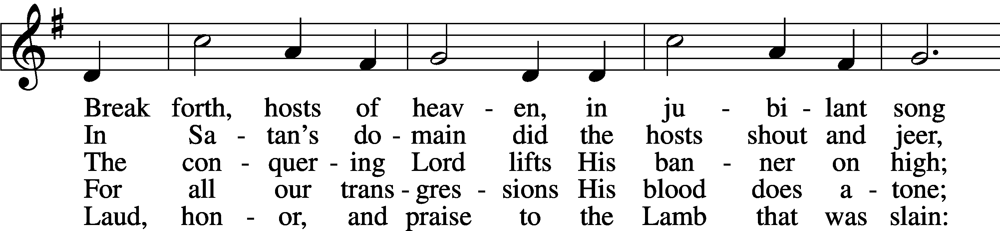 Break forth, hosts of heav - en, in ju - bi - lant song
In Sa - tan's do - main did the hosts shout and jeer,
The con - quer - ing Lord lifts His ban - ner on high;
For all our trans - gres - sions His blood does a - tone;
Laud, hon - or, and praise to the Lamb that was slain: